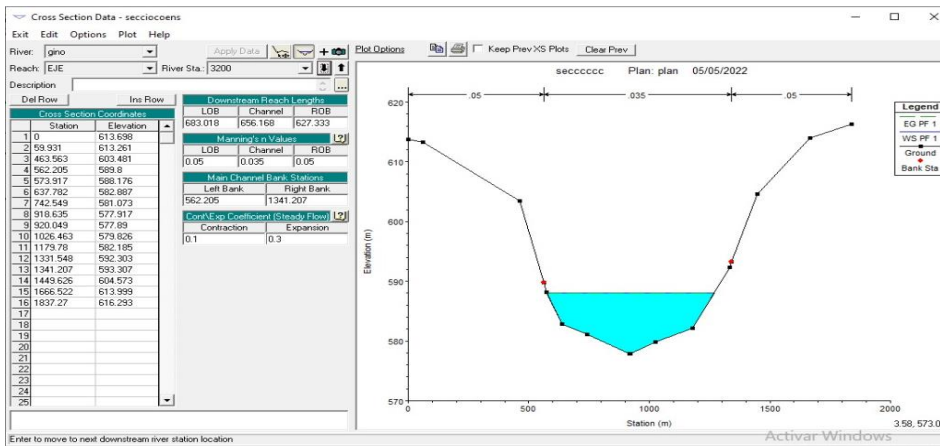 Cross Section Data - secciocoens
Exit Edit Options Plot Help
River: gino Apply Data Plot Options Keep Prev XS Plots Clear Prev
Reach: EJE River Sta.: 3200
Description ...
Del Row Ins Row
Cross Section Coordinates
Station Elevation
1 0 613.698
2 59.931 613.261
3 463.563 603.481
4 562.205 589.8
5 573.917 588.176
6 637.782 582.887
7 742.549 581.073
8 918.635 577.917
9 920.049 577.89
10 1026.463 579.826
11 1179.78 582.185
12 1331.548 592.303
13 1341.207 593.307
14 1449.626 604.573
15 1666.522 613.999
16 1837.27 616.293
17
18
19
20
21
22
23
24
25
Downstream Reach Lengths
LOB Channel ROB
683.018 656.168 627.333
Manning's n Values ?
LOB Channel ROB
0.05 0.035 0.05
Main Channel Bank Stations
Left Bank Right Bank
562.205 1341.207
Cont\Exp Coefficient (Steady Flow) ?
Contraction Expansion
0.1 0.3
secccccc Plan: plan 05/05/2022
.05 .035 .05
620
610
600
590
580
570
Elevation (m)
0 500 1000 1500 2000
Station (m)
Legend
EG PF 1
WS PF 1
Ground
Bank Sta
Activar Windows
Enter to move to next downstream river station location
3.58, 573.0